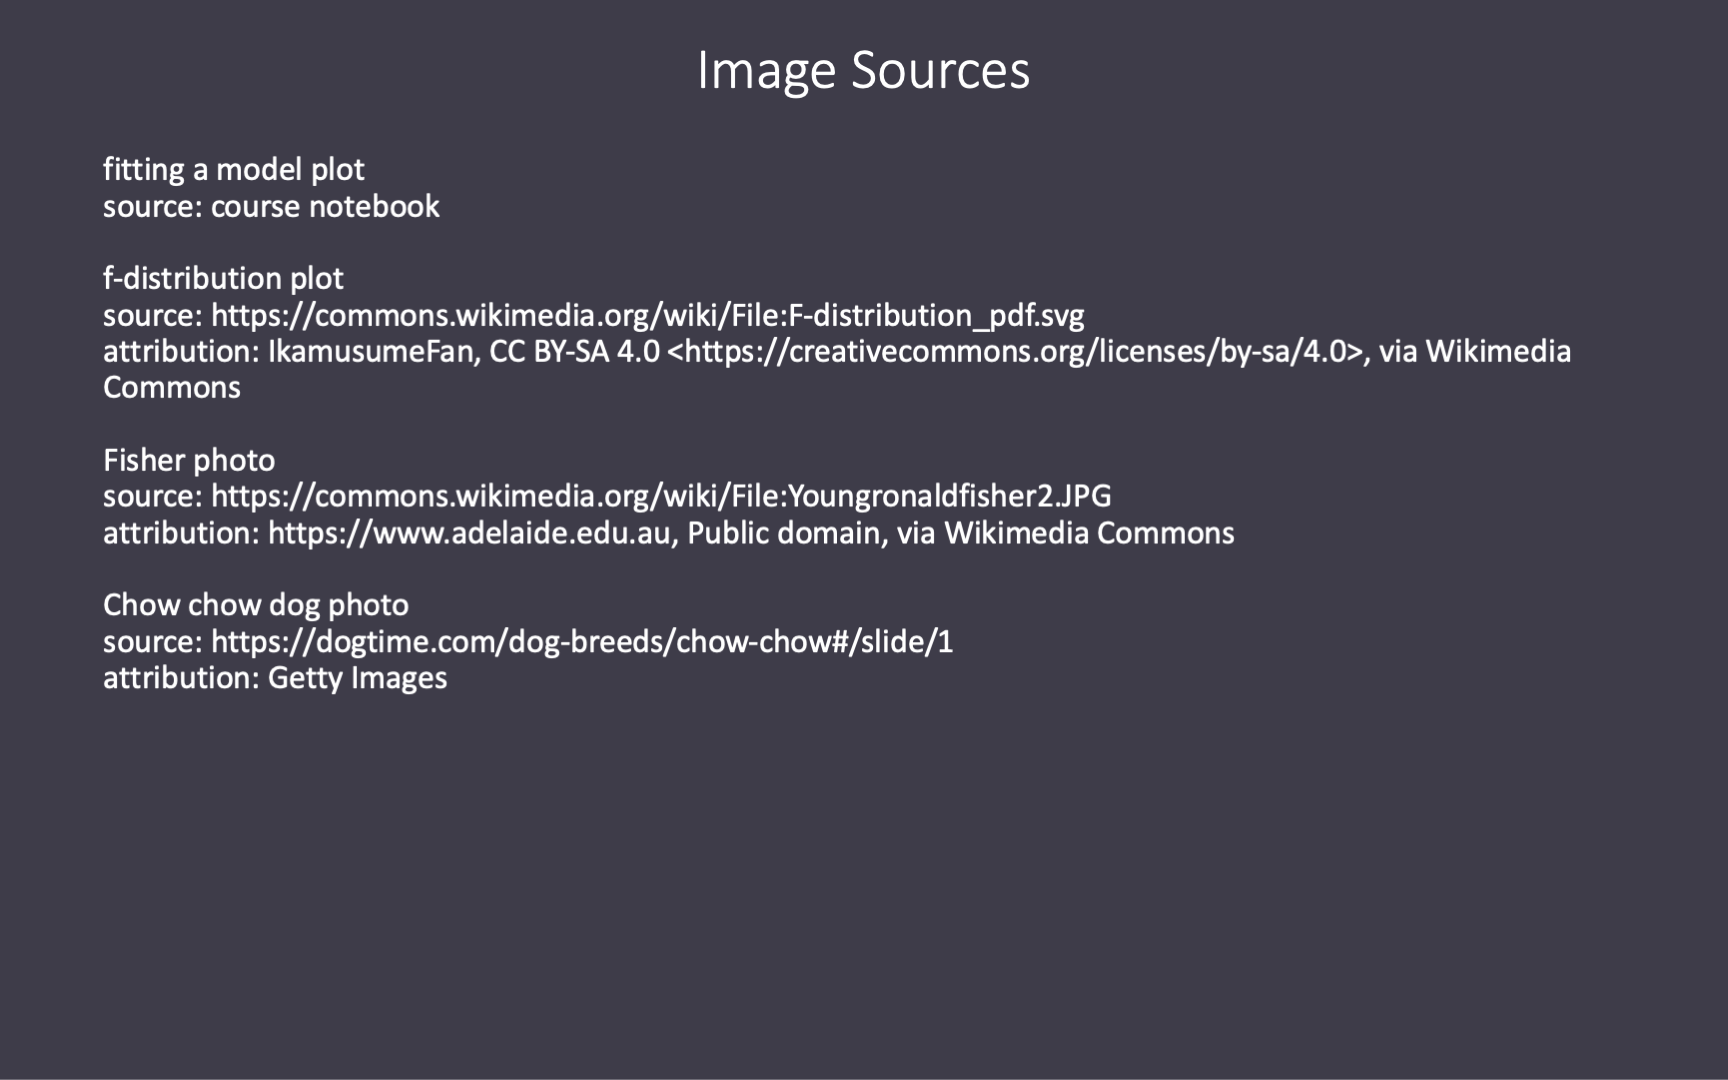 Image Sources
fitting a model plot
source: course notebook
f-distribution plot
source: https://commons.wikimedia.org/wiki/File:F-distribution_pdf.svg
attribution: IkamusumeFan, CC BY-SA 4.0 <https://creativecommons.org/licenses/by-sa/4.0>, via Wikimedia
Commons
Fisher photo
source: https://commons.wikimedia.org/wiki/File:Youngronaldfisher2.JPG
attribution: https://www.adelaide.edu.au, Public domain, via Wikimedia Commons
Chow chow dog photo
source: https://dogtime.com/dog-breeds/chow-chow#/slide/1
attribution: Getty Images